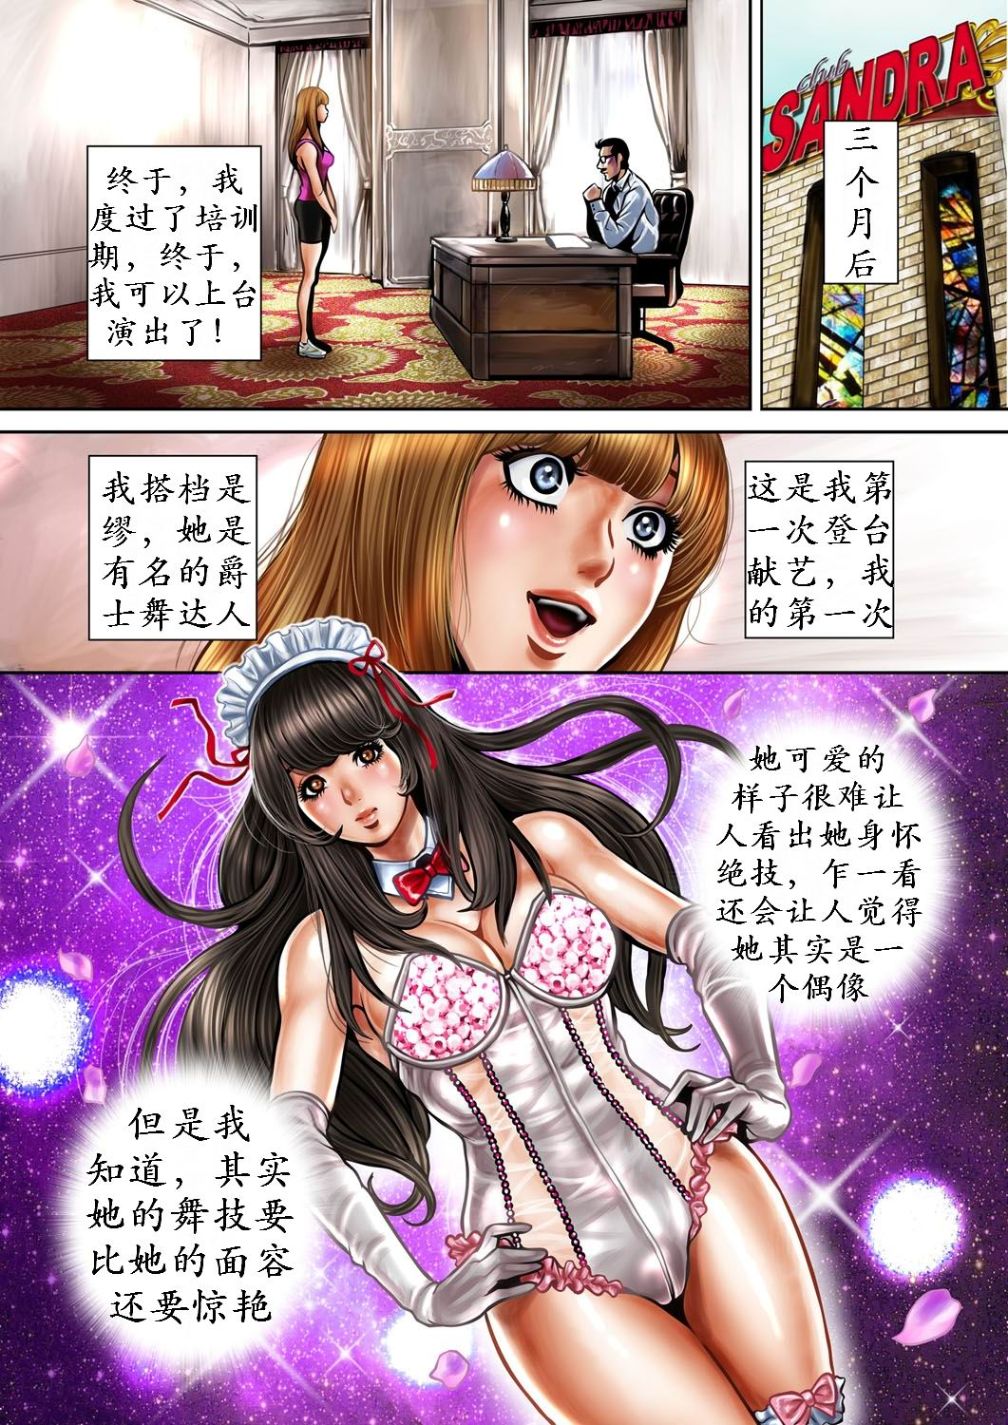 club
SANDRA
三
个
月
后
终于，我
度过了培训
期，终于，
我可以上台
演出了！
这是我第
一次登台
献艺，我
的第一次
我搭档是
缪，她是
有名的爵
士舞达人
她可爱的
样子很难让
人看出她身怀
绝技，乍一看
还会让人觉得
她其实是一
个偶像
但是我
知道，其实
她的舞技要
比她的面容
还要惊艳